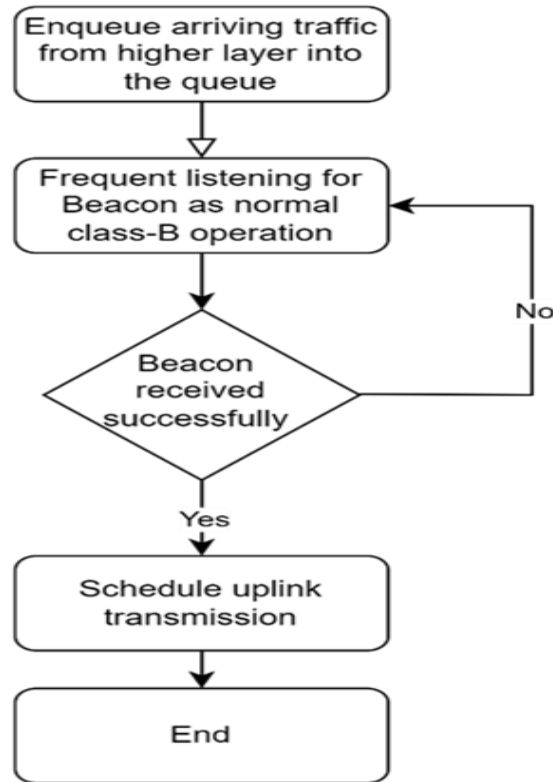 Enqueue arriving traffic
from higher layer into
the queue
Frequent listening for
Beacon as normal
class-B operation
Beacon
received
successfully
No
Yes
Schedule uplink
transmission
End